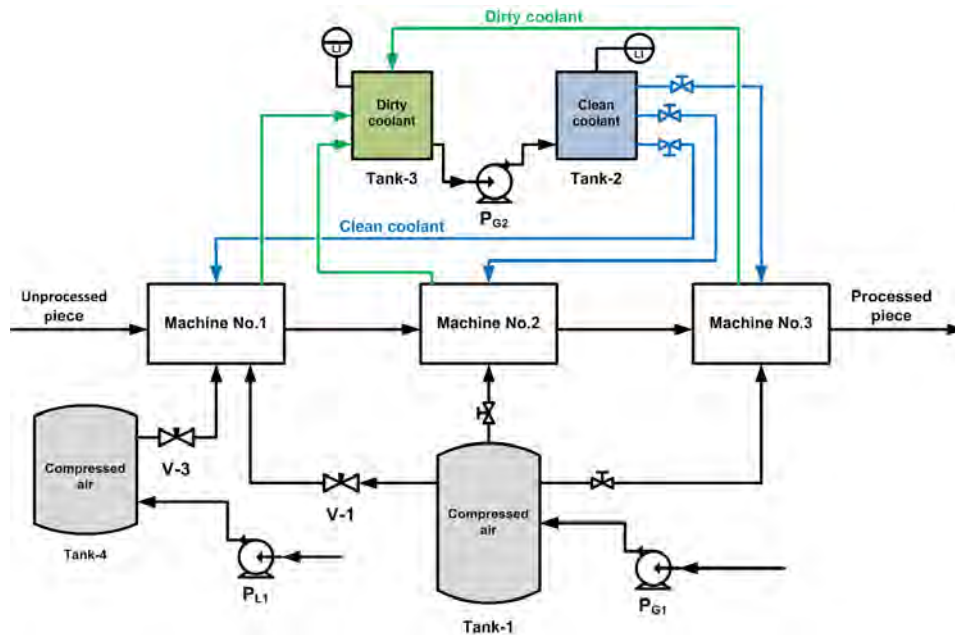 Dirty coolant
LI
LI
Dirty
coolant
Clean
coolant
Tank-3
Tank-2
PG2
Clean coolant
Unprocessed
piece
Processed
piece
Machine No.1
Machine No.2
Machine No.3
Compressed
air
V-3
V-1
Compressed
air
Tank-4
PL1
PG1
Tank-1